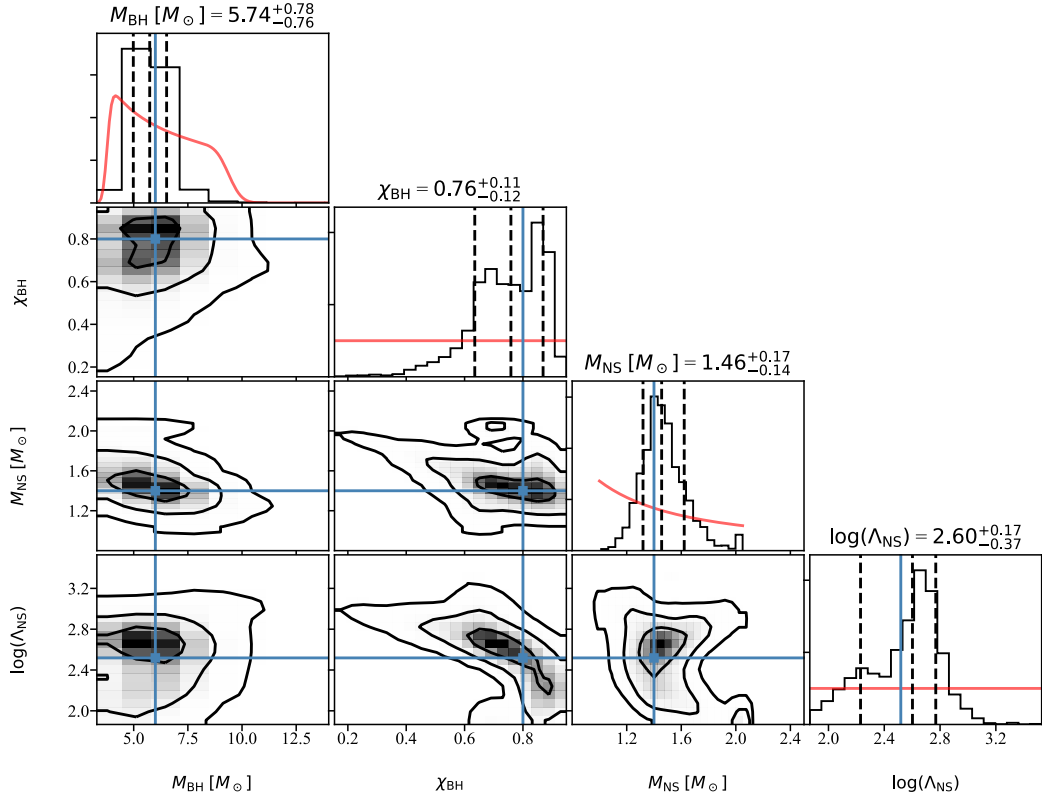 M_BH [M_⊙] = 5.74^{+0.78}_{-0.76}
χ_BH = 0.76^{+0.11}_{-0.12}
0.8
0.6
0.4
0.2
χ_BH
M_NS [M_⊙] = 1.46^{+0.17}_{-0.14}
2.4
2.0
1.6
1.2
M_NS [M_⊙]
log(Λ_NS) = 2.60^{+0.17}_{-0.37}
3.2
2.8
2.4
2.0
log(Λ_NS)
5.0 7.5 10.0 12.5 0.2 0.4 0.6 0.8 1.2 1.6 2.0 2.4 2.0 2.4 2.8 3.2
M_BH [M_⊙] χ_BH M_NS [M_⊙] log(Λ_NS)